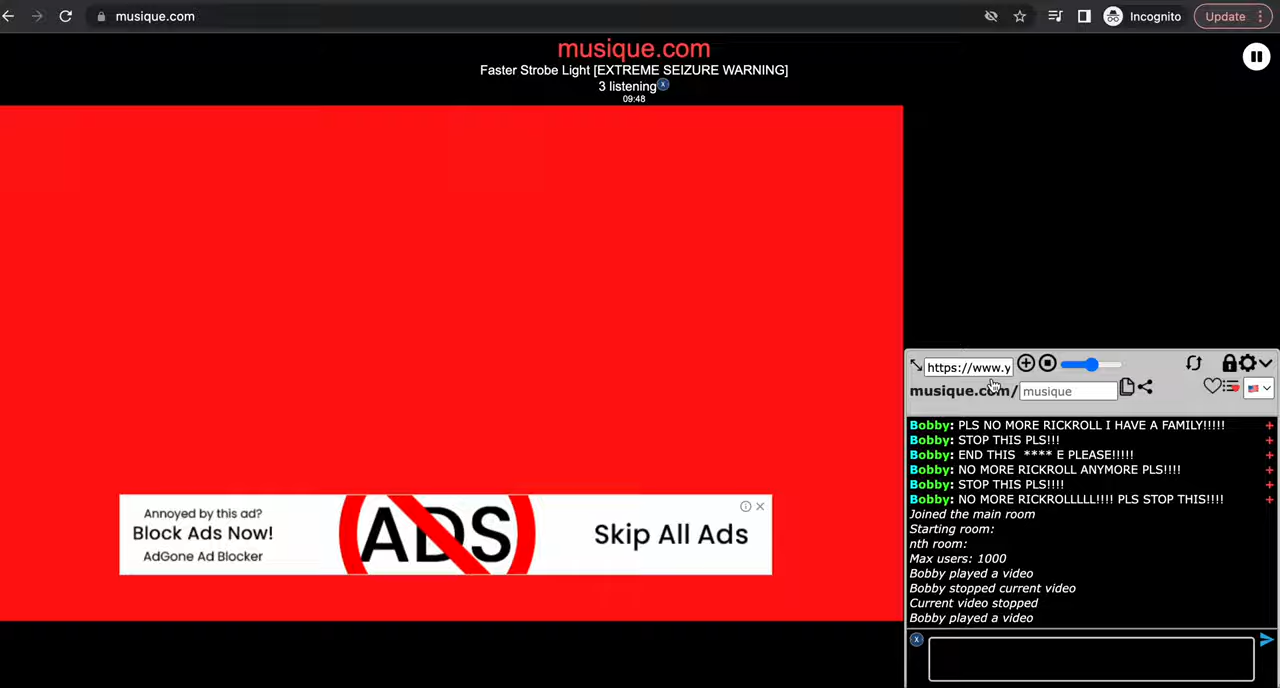 musique.com
Incognito
Update
musique.com
Faster Strobe Light [EXTREME SEIZURE WARNING]
3 listening
09:48
Annoyed by this ad?
Block Ads Now!
AdGone Ad Blocker
ADS
Skip All Ads
https://www.y
musique.com/ musique
Bobby: PLS NO MORE RICKROLL I HAVE A FAMILY!!!!! +
Bobby: STOP THIS PLS!!! +
Bobby: END THIS **** E PLEASE!!!!! +
Bobby: NO MORE RICKROLL ANYMORE PLS!!!! +
Bobby: STOP THIS PLS!!!! +
Bobby: NO MORE RICKROLLLLL!!!! PLS STOP THIS!!!! +
Joined the main room
Starting room:
nth room:
Max users: 1000
Bobby played a video
Bobby stopped current video
Current video stopped
Bobby played a video